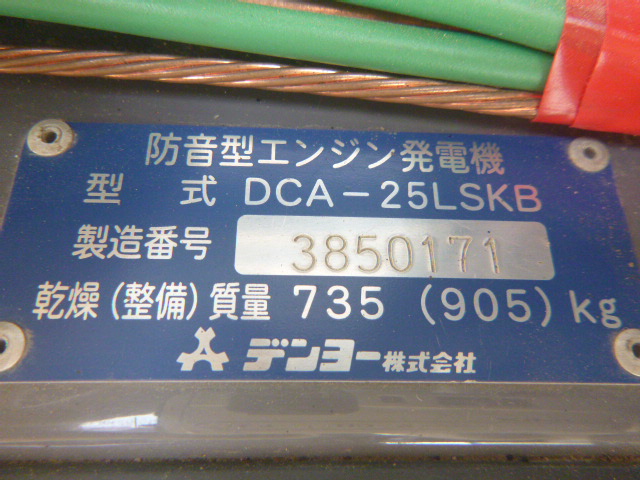 防音型エンジン発電機
型 式 DCA-25LSKB
製造番号 3850171
乾燥(整備)質量 735 (905) kg
デンヨー株式会社